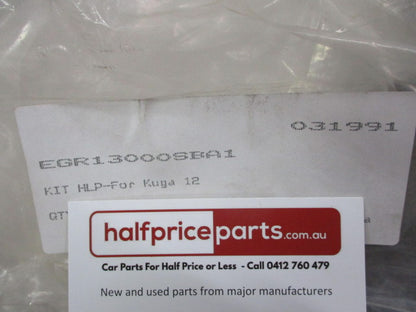 031991
EGR13000SBA1
KIT HLP-For Kuga 12
QTY
halfpriceparts.com.au
Car Parts For Half Price or Less - Call 0412 760 479
New and used parts from major manufacturers